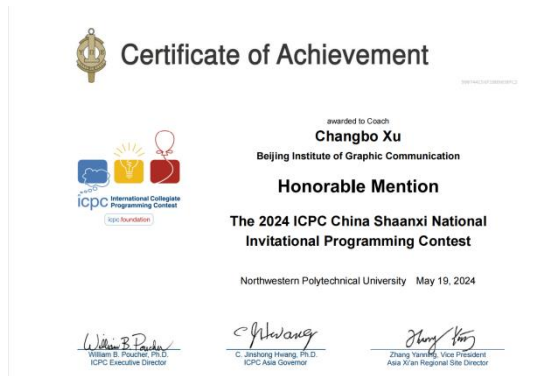 Certificate of Achievement
awarded to Coach
Changbo Xu
Beijing Institute of Graphic Communication
Honorable Mention
The 2024 ICPC China Shaanxi National
Invitational Programming Contest
icpc International Collegiate
Programming Contest
icpc foundation
Northwestern Polytechnical University May 19, 2024
William B. Poucher
William B. Poucher, Ph.D.
ICPC Executive Director
C. Jinshong Hwang, Ph.D.
ICPC Asia Governor
Zhang Yanning, Vice President
Asia Xi'an Regional Site Director